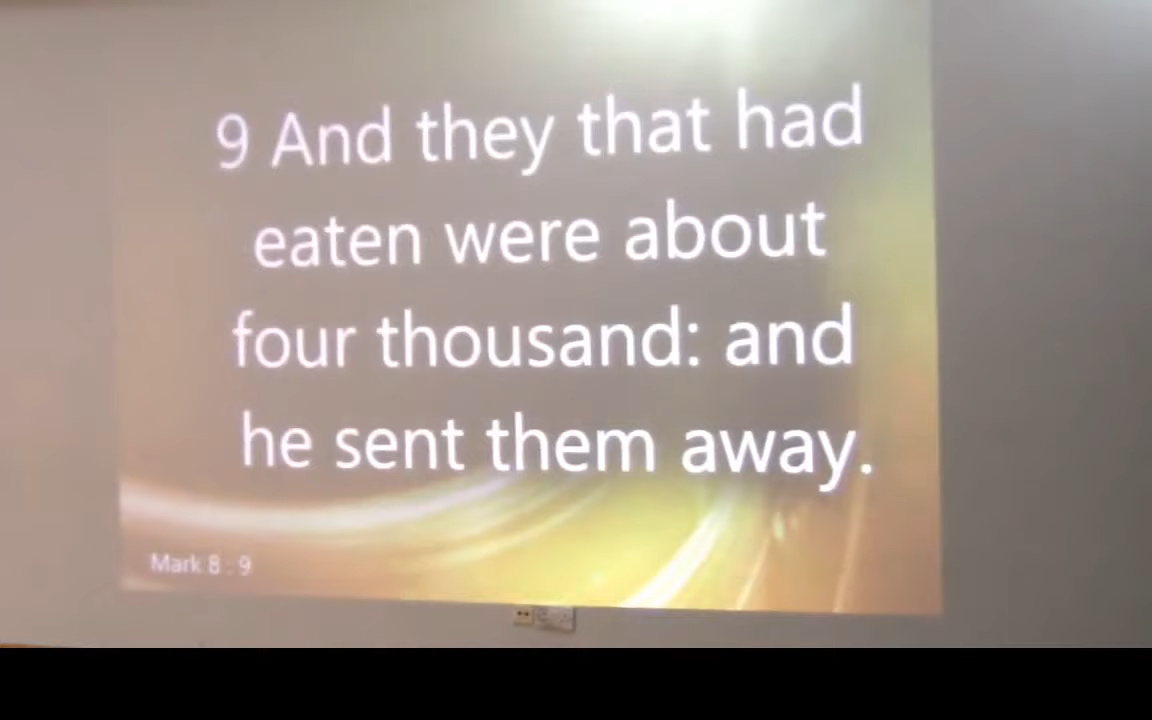 9 And they that had
eaten were about
four thousand: and
he sent them away.
Mark 8 : 9